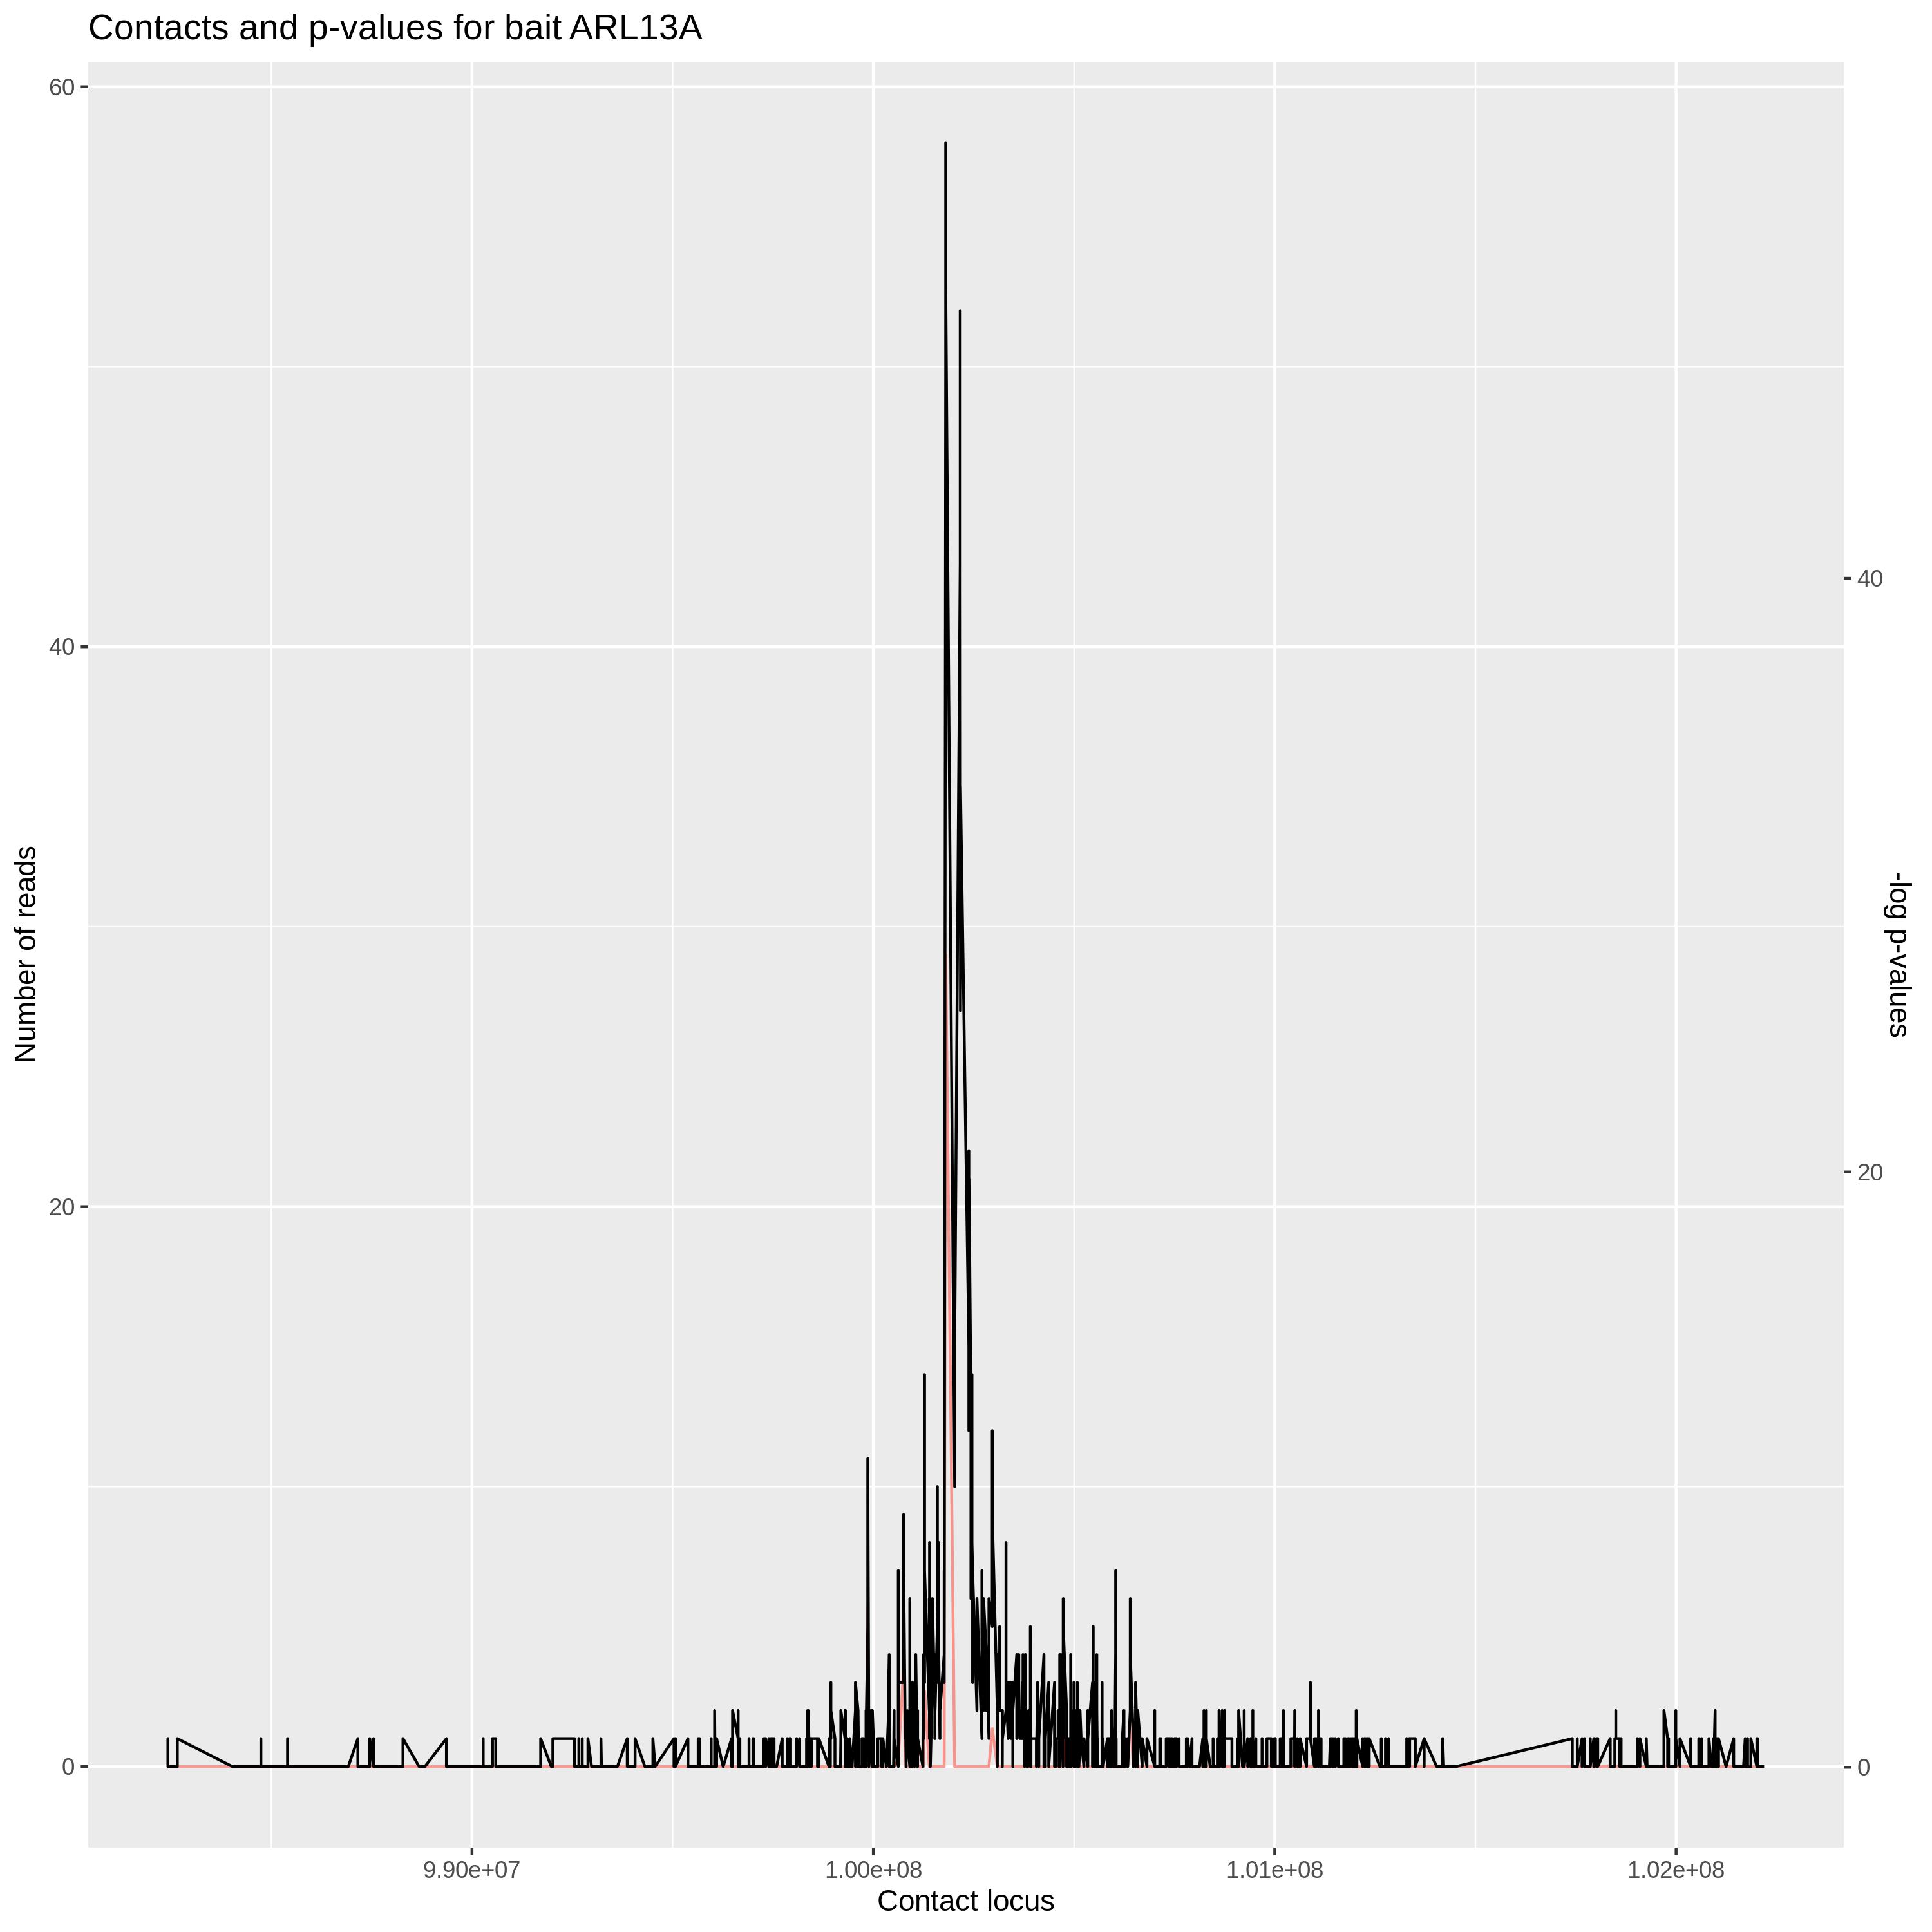 Contacts and p-values for bait ARL13A
60
40
20
0
Number of reads
40
20
0
-log p-values
9.90e+07
1.00e+08
1.01e+08
1.02e+08
Contact locus